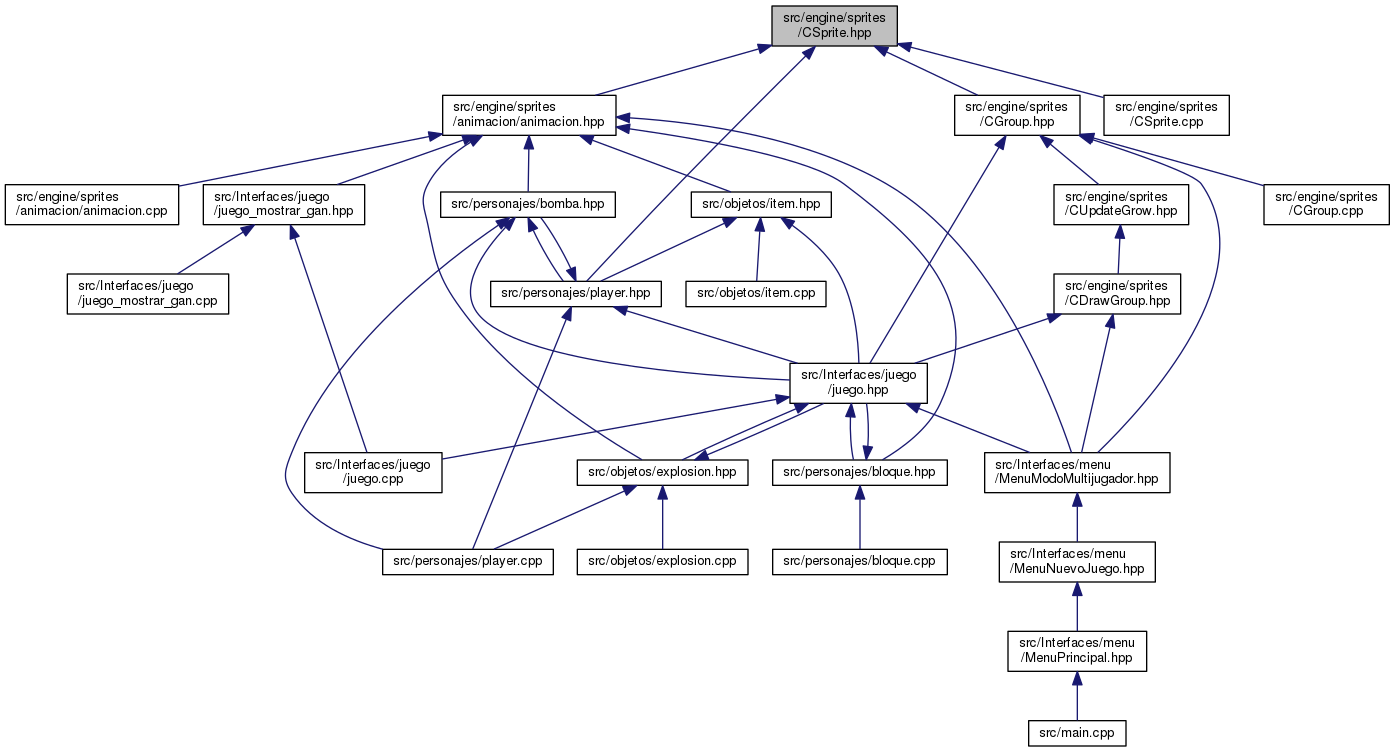 src/engine/sprites
/CSprite.hpp
src/engine/sprites
/animacion/animacion.hpp
src/engine/sprites
/CGroup.hpp
src/engine/sprites
/CSprite.cpp
src/engine/sprites
/animacion/animacion.cpp
src/Interfaces/juego
/juego_mostrar_gan.hpp
src/personajes/bomba.hpp
src/objetos/item.hpp
src/engine/sprites
/CUpdateGrow.hpp
src/engine/sprites
/CGroup.cpp
src/Interfaces/juego
/juego_mostrar_gan.cpp
src/personajes/player.hpp
src/objetos/item.cpp
src/engine/sprites
/CDrawGroup.hpp
src/Interfaces/juego
/juego.hpp
src/Interfaces/juego
/juego.cpp
src/objetos/explosion.hpp
src/personajes/bloque.hpp
src/Interfaces/menu
/MenuModoMultijugador.hpp
src/personajes/player.cpp
src/objetos/explosion.cpp
src/personajes/bloque.cpp
src/Interfaces/menu
/MenuNuevoJuego.hpp
src/Interfaces/menu
/MenuPrincipal.hpp
src/main.cpp